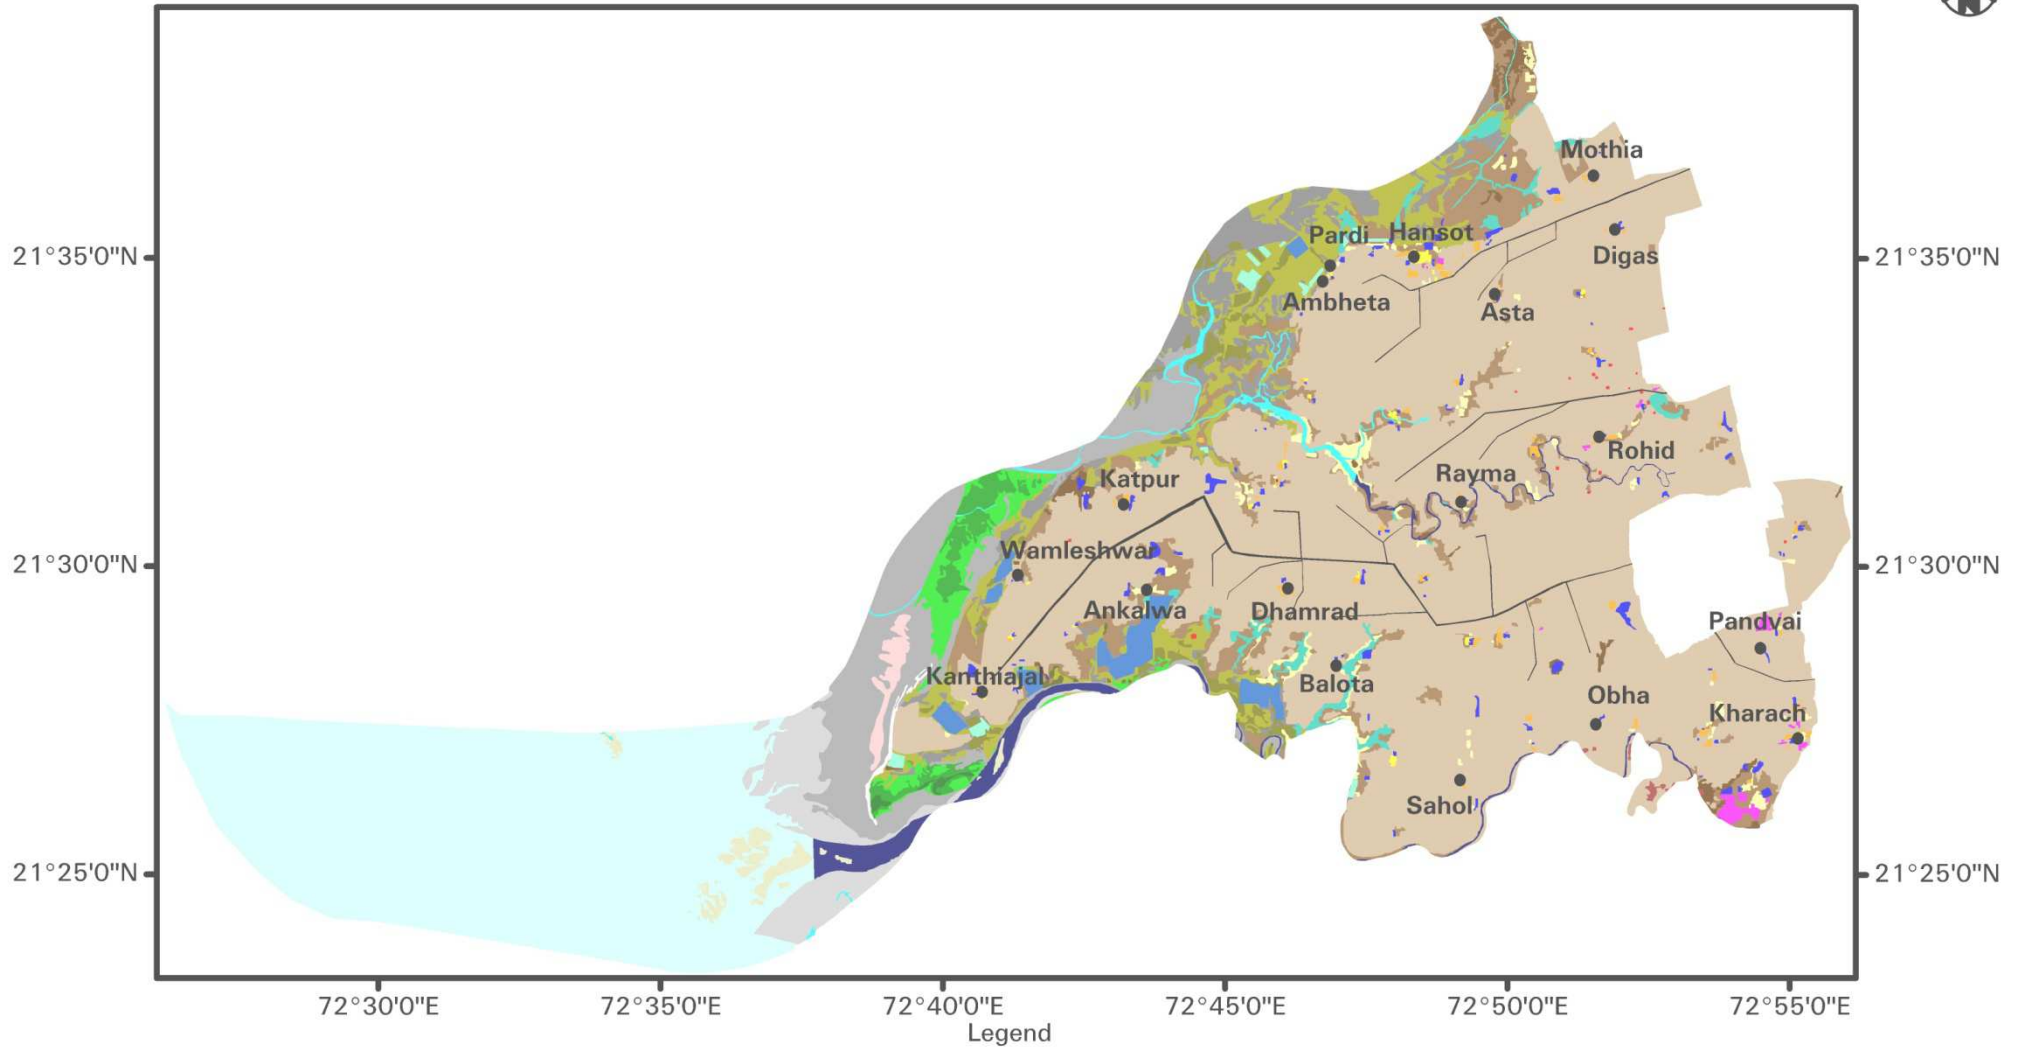 N
Mothia
Pardi
Hansot
21°35'0"N
21°35'0"N
Digas
Ambheta
Asta
Rohid
Rayma
Katpur
Wamleshwar
21°30'0"N
21°30'0"N
Ankalwa
Dhamrad
Pandvai
Kanthiajal
Balota
Obha
Kharach
Sahol
21°25'0"N
21°25'0"N
72°30'0"E
72°35'0"E
72°40'0"E
72°45'0"E
72°50'0"E
72°55'0"E
Legend